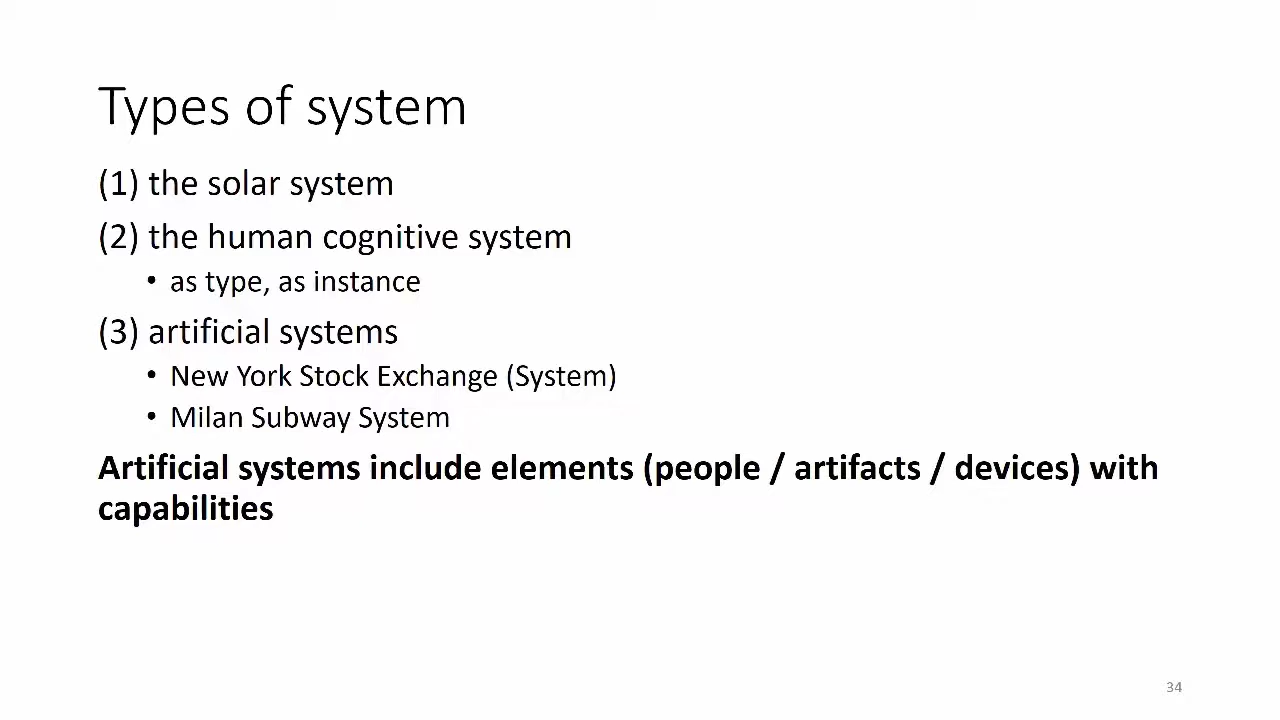 Types of system
(1) the solar system
(2) the human cognitive system
• as type, as instance
(3) artificial systems
• New York Stock Exchange (System)
• Milan Subway System
Artificial systems include elements (people / artifacts / devices) with
capabilities
34